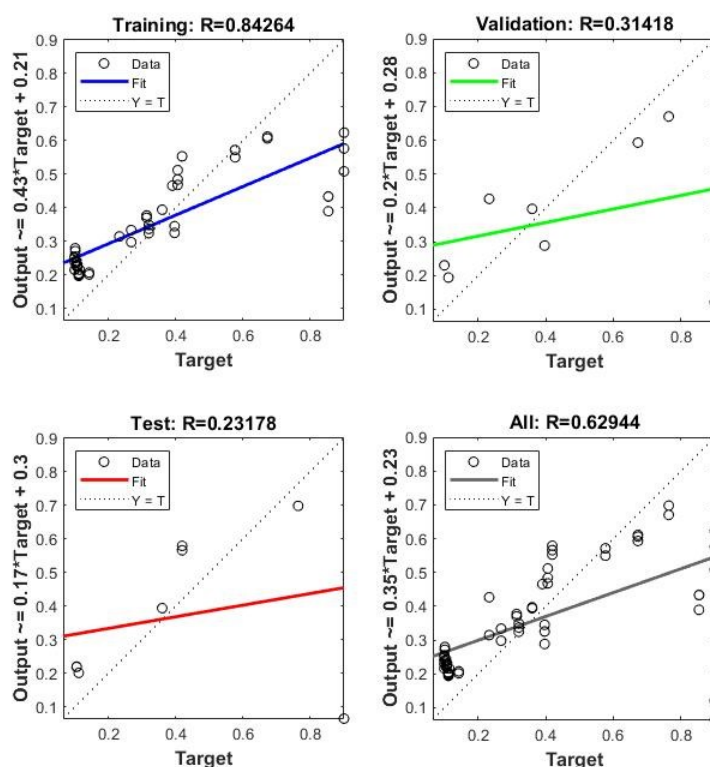 Training: R=0.84264
Output ~= 0.43*Target + 0.21
0.9
0.8
0.7
0.6
0.5
0.4
0.3
0.2
0.1
Data
Fit
Y = T
0.2 0.4 0.6 0.8
Target
Validation: R=0.31418
Output ~= 0.2*Target + 0.28
0.9
0.8
0.7
0.6
0.5
0.4
0.3
0.2
0.1
Data
Fit
Y = T
0.2 0.4 0.6 0.8
Target
Test: R=0.23178
Output ~= 0.17*Target + 0.3
0.9
0.8
0.7
0.6
0.5
0.4
0.3
0.2
0.1
Data
Fit
Y = T
0.2 0.4 0.6 0.8
Target
All: R=0.62944
Output ~= 0.35*Target + 0.23
0.9
0.8
0.7
0.6
0.5
0.4
0.3
0.2
0.1
Data
Fit
Y = T
0.2 0.4 0.6 0.8
Target